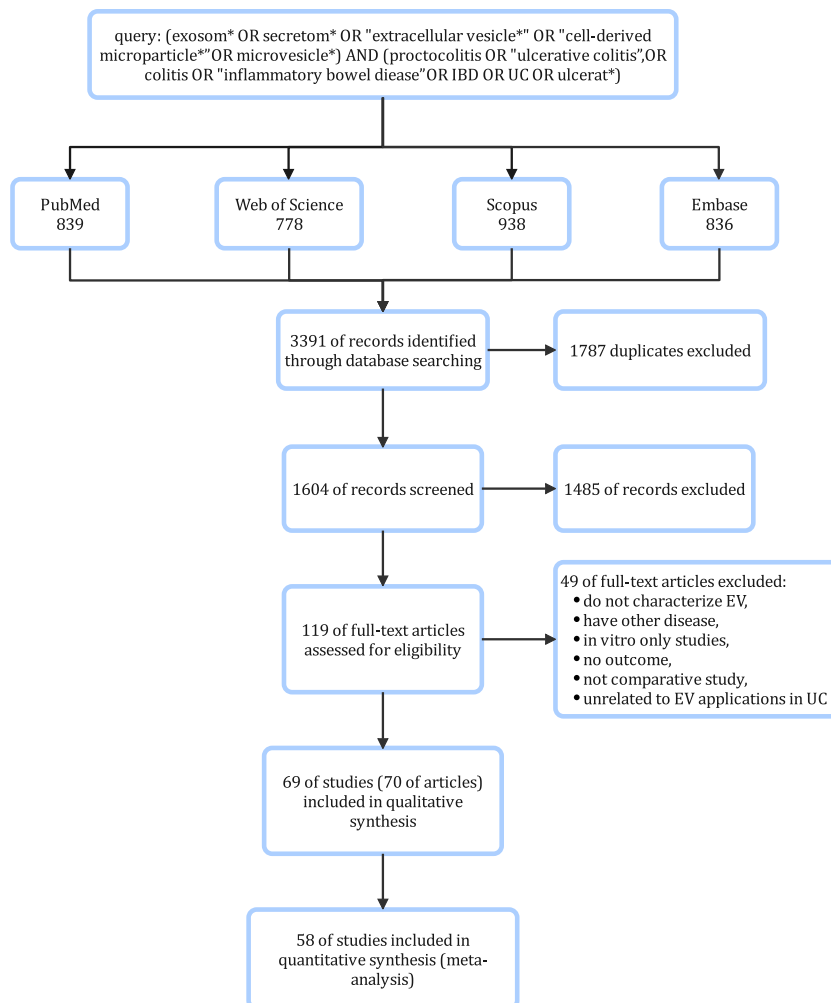 query: (exosom* OR secretom* OR "extracellular vesicle*" OR "cell-derived
microparticle*”OR microvesicle*) AND (proctocolitis OR "ulcerative colitis”,OR
colitis OR "inflammatory bowel diease”OR IBD OR UC OR ulcerat*)
PubMed
839
Web of Science
778
Scopus
938
Embase
836
3391 of records identified
through database searching
1787 duplicates excluded
1604 of records screened
1485 of records excluded
119 of full-text articles
assessed for eligibility
49 of full-text articles excluded:
• do not characterize EV,
• have other disease,
• in vitro only studies,
• no outcome,
• not comparative study,
• unrelated to EV applications in UC
69 of studies (70 of articles)
included in qualitative
synthesis
58 of studies included in
quantitative synthesis (meta-
analysis)